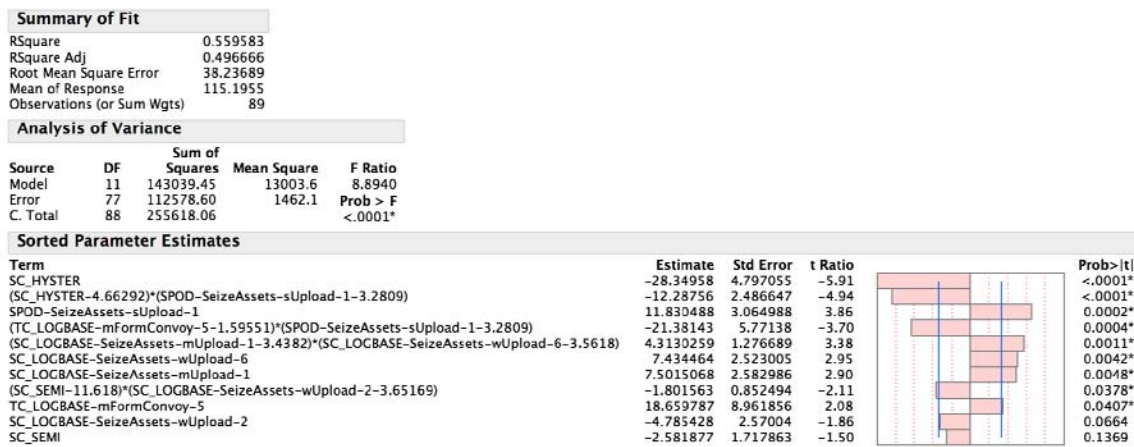 Summary of Fit
RSquare 0.559583
RSquare Adj 0.496666
Root Mean Square Error 38.23689
Mean of Response 115.1955
Observations (or Sum Wgts) 89
Analysis of Variance
Sum of
Source DF Squares Mean Square F Ratio
Model 11 143039.45 13003.6 8.8940
Error 77 112578.60 1462.1 Prob > F
C. Total 88 255618.06 <.0001*
Sorted Parameter Estimates
Term Estimate Std Error t Ratio Prob>|t|
SC_HYSTER -28.34958 4.797055 -5.91 <.0001*
(SC_HYSTER-4.66292)*(SPOD-SeizeAssets-sUpload-1-3.2809) -12.28756 2.486647 -4.94 <.0001*
SPOD-SeizeAssets-sUpload-1 11.830488 3.064988 3.86 0.0002*
(TC_LOGBASE-mFormConvoy-5-1.59551)*(SPOD-SeizeAssets-sUpload-1-3.2809) -21.38143 5.77138 -3.70 0.0004*
(SC_LOGBASE-SeizeAssets-mUpload-1-3.4382)*(SC_LOGBASE-SeizeAssets-wUpload-6-3.5618) 4.3130259 1.276689 3.38 0.0011*
SC_LOGBASE-SeizeAssets-wUpload-6 7.434464 2.523005 2.95 0.0042*
SC_LOGBASE-SeizeAssets-mUpload-1 7.5015068 2.582986 2.90 0.0048*
(SC_SEMI-11.618)*(SC_LOGBASE-SeizeAssets-wUpload-2-3.65169) -1.801563 0.852494 -2.11 0.0378*
TC_LOGBASE-mFormConvoy-5 18.659787 8.961856 2.08 0.0407*
SC_LOGBASE-SeizeAssets-wUpload-2 -4.785428 2.57004 -1.86 0.0664
SC_SEMI -2.581877 1.717863 -1.50 0.1369